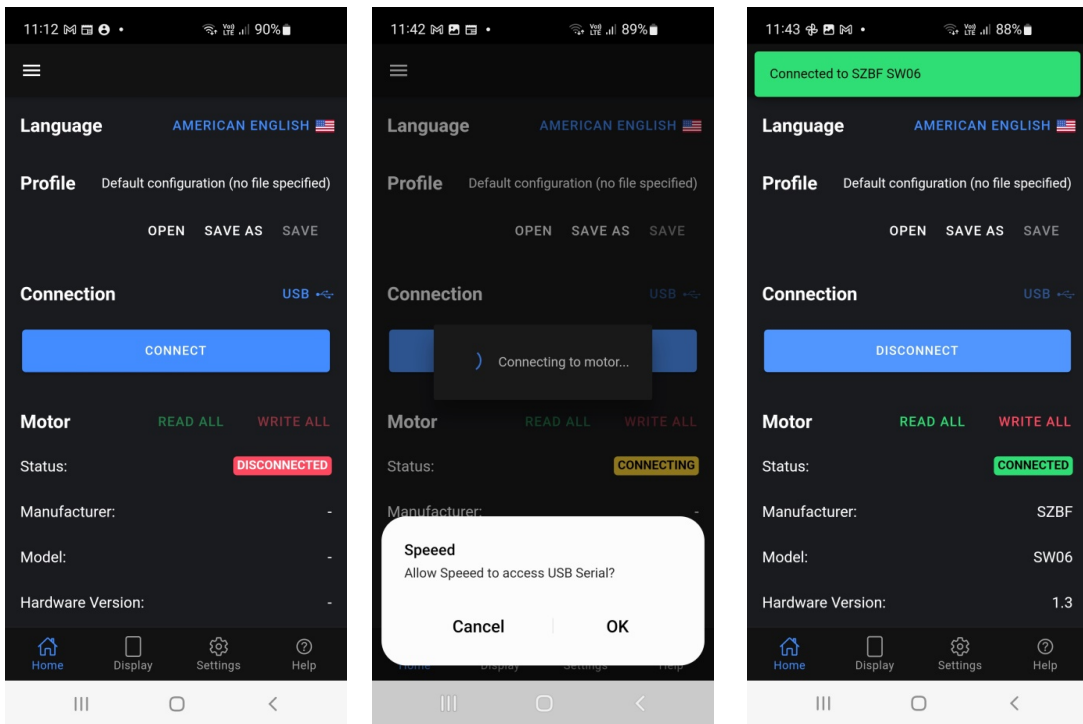 11:12 90%
Language AMERICAN ENGLISH
Profile Default configuration (no file specified)
OPEN SAVE AS SAVE
Connection USB
CONNECT
Motor READ ALL WRITE ALL
Status: DISCONNECTED
Manufacturer: -
Model: -
Hardware Version: -
Home Display Settings Help
11:42 89%
Language AMERICAN ENGLISH
Profile Default configuration (no file specified)
OPEN SAVE AS SAVE
Connection USB
Connecting to motor...
Motor READ ALL WRITE ALL
Status: CONNECTING
Manufacturer: -
Speeed
Allow Speeed to access USB Serial?
Cancel OK
Home Display Settings Help
11:43 88%
Connected to SZBF SW06
Language AMERICAN ENGLISH
Profile Default configuration (no file specified)
OPEN SAVE AS SAVE
Connection USB
DISCONNECT
Motor READ ALL WRITE ALL
Status: CONNECTED
Manufacturer: SZBF
Model: SW06
Hardware Version: 1.3
Home Display Settings Help